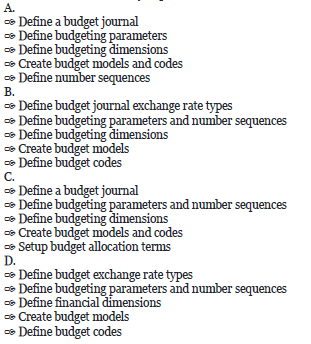 A.
➩ Define a budget journal
➩ Define budgeting parameters
➩ Define budgeting dimensions
➩ Create budget models and codes
➩ Define number sequences
B.
➩ Define budget journal exchange rate types
➩ Define budgeting parameters and number sequences
➩ Define budgeting dimensions
➩ Create budget models
➩ Define budget codes
C.
➩ Define a budget journal
➩ Define budgeting parameters and number sequences
➩ Define budgeting dimensions
➩ Create budget models and codes
➩ Setup budget allocation terms
D.
➩ Define budget exchange rate types
➩ Define budgeting parameters and number sequences
➩ Define financial dimensions
➩ Create budget models
➩ Define budget codes